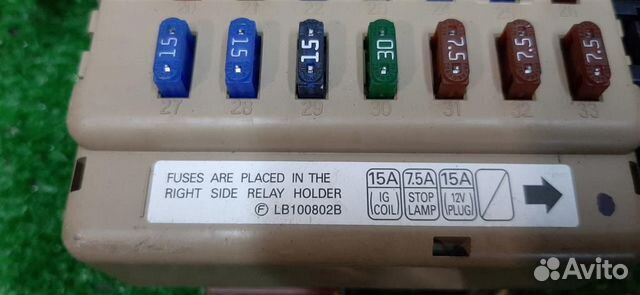 15 15 15 30 7.5 7.5 7.5
27 28 29 30 31 32 33
FUSES ARE PLACED IN THE
RIGHT SIDE RELAY HOLDER
Ⓕ LB100802B
15A 7.5A 15A
IG COIL STOP LAMP 12V PLUG
Avito